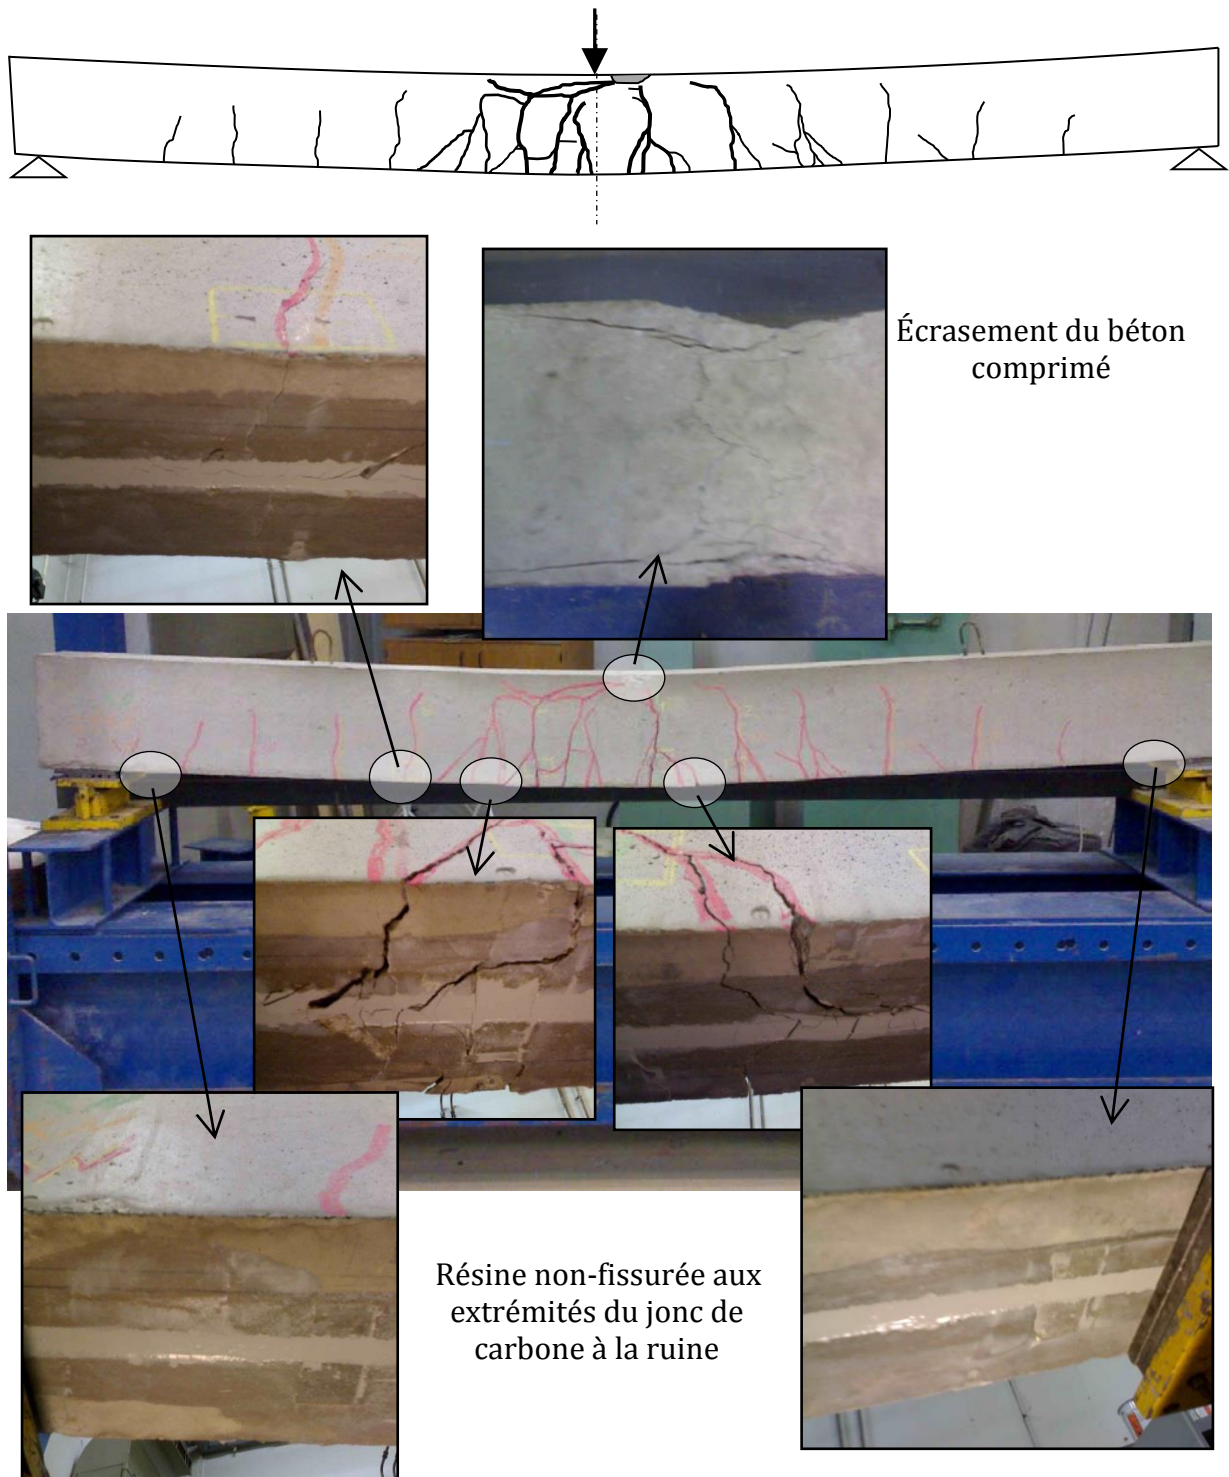 Écrasement du béton
comprimé
Résine non-fissurée aux
extrémités du jonc de
carbone à la ruine